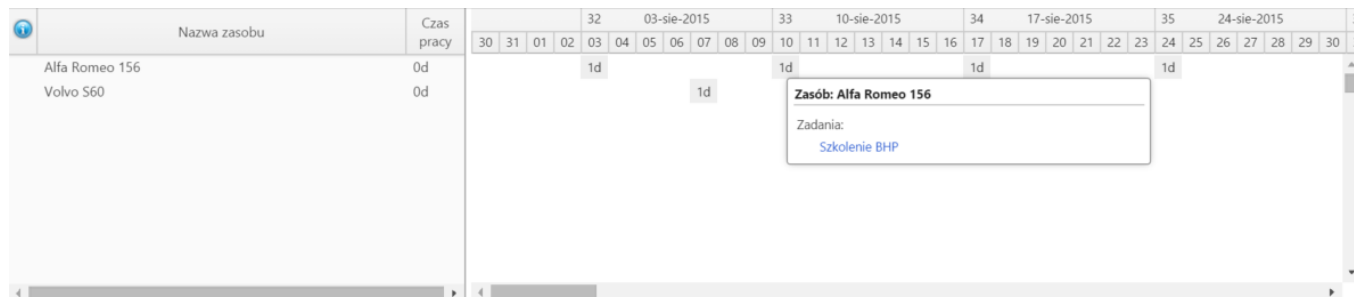 32 03-sie-2015 33 10-sie-2015 34 17-sie-2015 35 24-sie-2015
Nazwa zasobu Czas pracy
30 31 01 02 03 04 05 06 07 08 09 10 11 12 13 14 15 16 17 18 19 20 21 22 23 24 25 26 27 28 29 30
Alfa Romeo 156 0d 1d 1d 1d 1d
Volvo S60 0d 1d
Zasób: Alfa Romeo 156
Zadania:
Szkolenie BHP